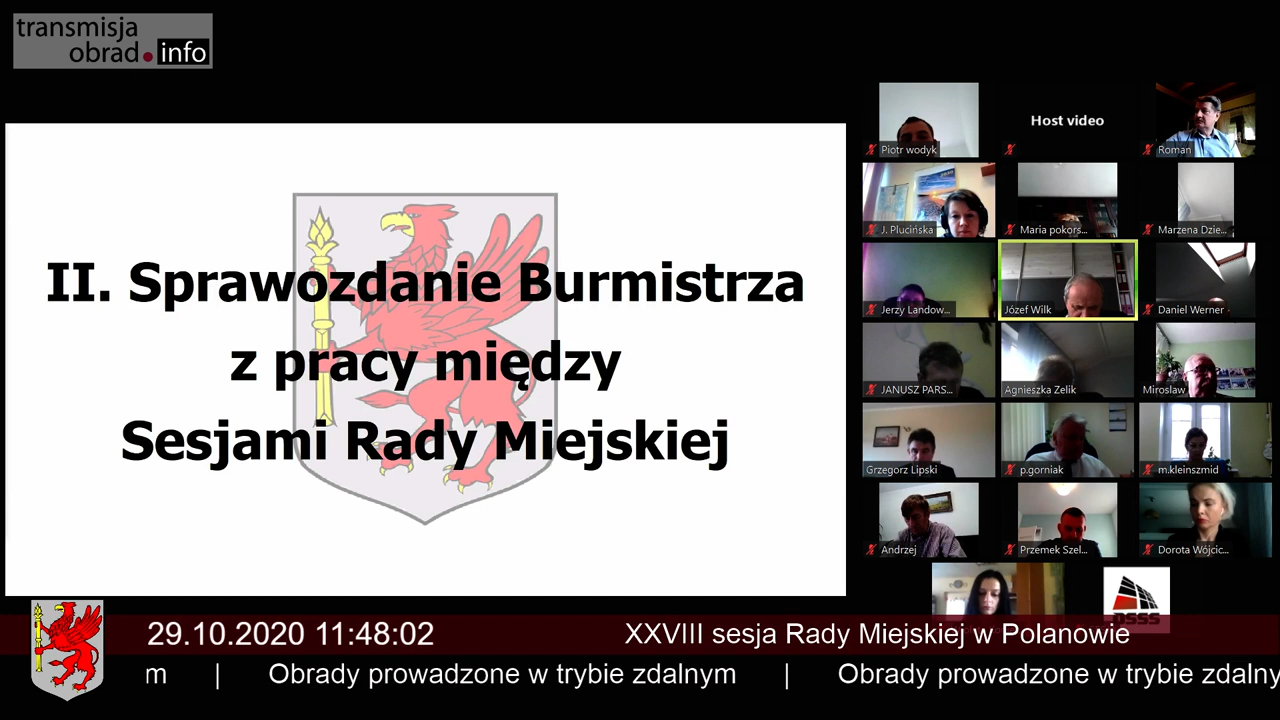 transmisja
obrad.info
II. Sprawozdanie Burmistrza
z pracy między
Sesjami Rady Miejskiej
Piotr wodyk
Host video
Roman
J. Plucińska
Maria pokors...
Marzena Dzie...
Jerzy Landow...
Józef Wilk
Daniel Werner
JANUSZ PARS...
Agnieszka Zelik
Mirosław
Grzegorz Lipski
p.gorniak
m.kleinszmid
Andrzej
Przemek Szel...
Dorota Wójcic...
29.10.2020 11:48:02
XXVIII sesja Rady Miejskiej w Polanowie
m | Obrady prowadzone w trybie zdalnym | Obrady prowadzone w trybie zdalny